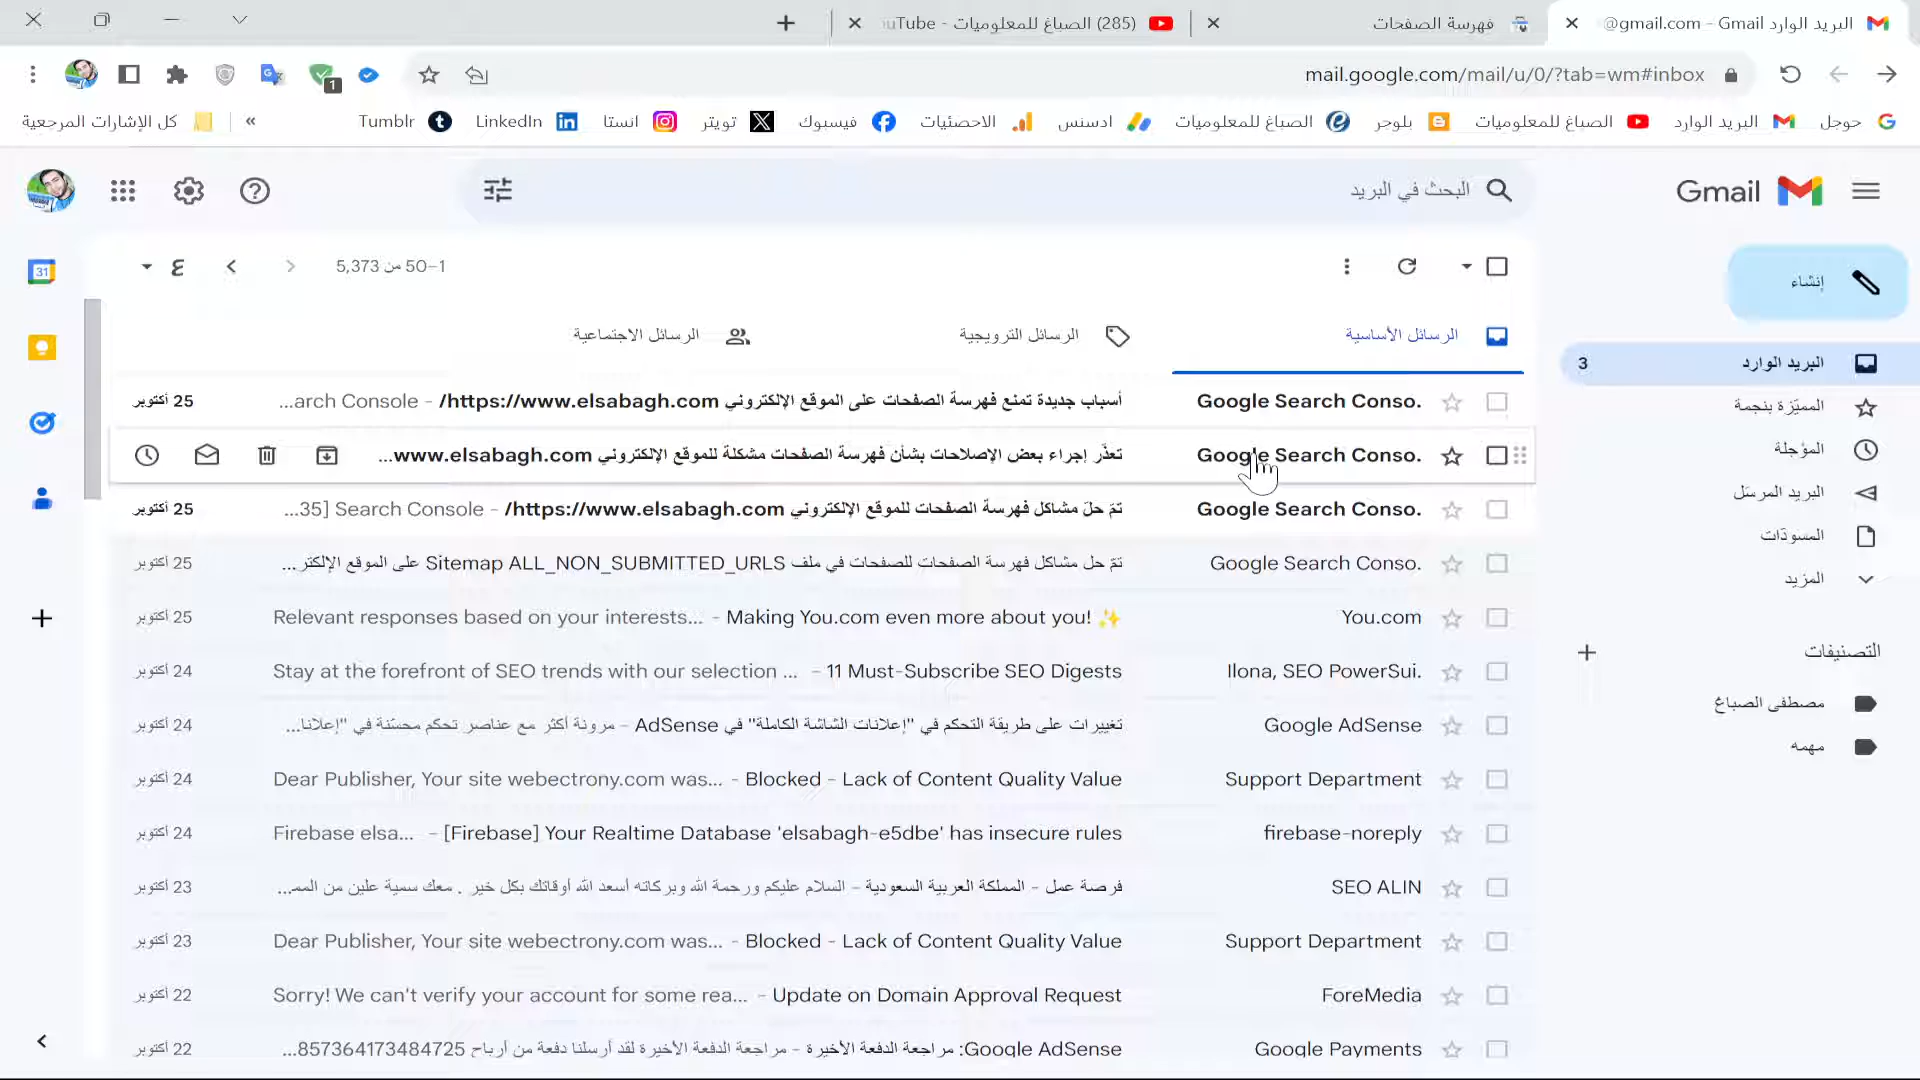 البريد الوارد @gmail.com - Gmail
فهرسة الصفحات
(285) الصباغ للمعلوميات - YouTube
mail.google.com/mail/u/0/?tab=wm#inbox
1
جوجل
البريد الوارد
الصباغ للمعلوميات
بلوجر
الصباغ للمعلوميات
ادسنس
الاحصئيات
فيسبوك
تويتر
انستا
LinkedIn
Tumblr
»
كل الإشارات المرجعية
Gmail
البحث في البريد
31
إنشاء
البريد الوارد 3
المميّزة بنجمة
المؤجلة
البريد المرسَل
المسودّات
المزيد
التصنيفات
مصطفى الصباغ
مهمه
1–50 من 5,373
ع
الرسائل الأساسية
الرسائل الترويجية
الرسائل الاجتماعية
Google Search Conso. أسباب جديدة تمنع فهرسة الصفحات على الموقع الإلكتروني https://www.elsabagh.com/ - arch Console... 25 أكتوبر
Google Search Conso. تعذّر إجراء بعض الإصلاحات بشأن فهرسة الصفحات مشكلة للموقع الإلكتروني www.elsabagh.com...
Google Search Conso. تمّ حلّ مشاكل فهرسة الصفحات للموقع الإلكتروني https://www.elsabagh.com/ - Search Console [35... 25 أكتوبر
Google Search Conso. تمّ حل مشاكل فهرسة الصفحات للصفحات في ملف Sitemap ALL_NON_SUBMITTED_URLS على الموقع الإلكتر... 25 أكتوبر
You.com Making You.com even more about you! ✨ - Relevant responses based on your interests... 25 أكتوبر
Ilona, SEO PowerSui. 11 Must-Subscribe SEO Digests - Stay at the forefront of SEO trends with our selection ... 24 أكتوبر
Google AdSense تغييرات على طريقة التحكم في "إعلانات الشاشة الكاملة" في AdSense - مرونة أكثر مع عناصر تحكم محسّنة في "إعلانا... 24 أكتوبر
Support Department Blocked - Lack of Content Quality Value - Dear Publisher, Your site webectrony.com was... 24 أكتوبر
firebase-noreply [Firebase] Your Realtime Database 'elsabagh-e5dbe' has insecure rules - Firebase elsa... 24 أكتوبر
SEO ALIN فرصة عمل - المملكة العربية السعودية - السلام عليكم ورحمة الله وبركاته أسعد الله أوقاتك بكل خير . معك سمية علين من المم... 23 أكتوبر
Support Department Blocked - Lack of Content Quality Value - Dear Publisher, Your site webectrony.com was... 23 أكتوبر
ForeMedia Update on Domain Approval Request - Sorry! We can't verify your account for some rea... 22 أكتوبر
Google Payments Google AdSense: مراجعة الدفعة الأخيرة - مراجعة الدفعة الأخيرة لقد أرسلنا دفعة من أرباح 857364173484725... 22 أكتوبر